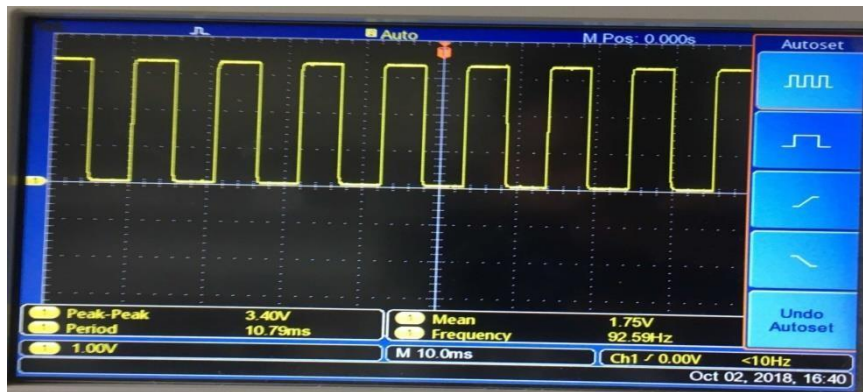 Auto
M Pos: 0.000s
Autoset
Peak-Peak 3.40V
Period 10.79ms
Mean 1.75V
Frequency 92.59Hz
1.00V
M 10.0ms
Ch1 0.00V <10Hz
Undo
Autoset
Oct 02, 2018, 16:40